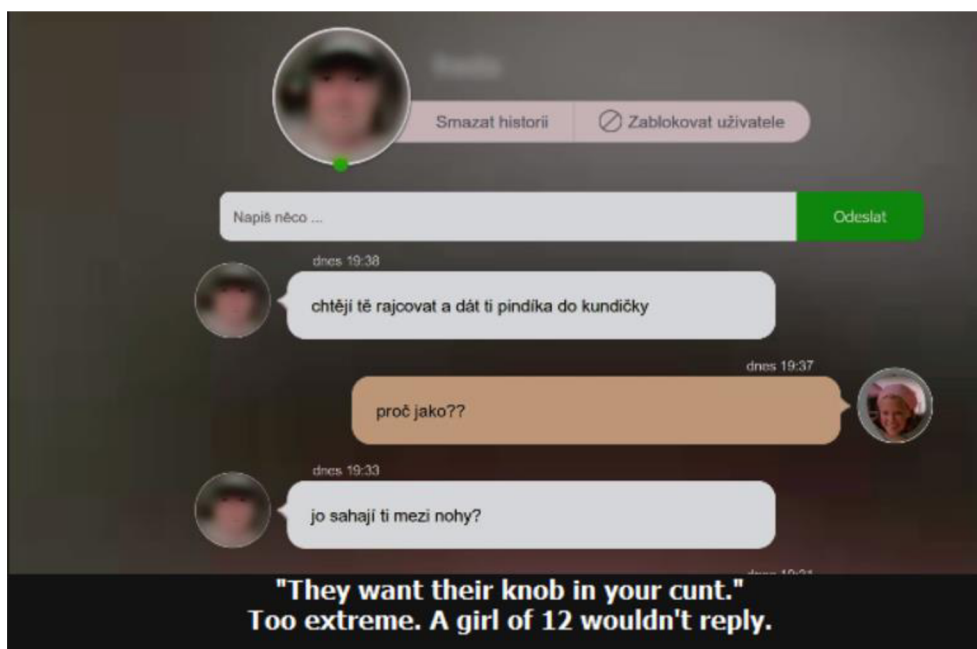 Smazat historii
Zablokovat uživatele
Napiš něco ...
Odeslat
dnes 19:38
chtějí tě rajcovat a dát ti pindíka do kundičky
dnes 19:37
proč jako??
dnes 19:33
jo sahají ti mezi nohy?
"They want their knob in your cunt."
Too extreme. A girl of 12 wouldn't reply.